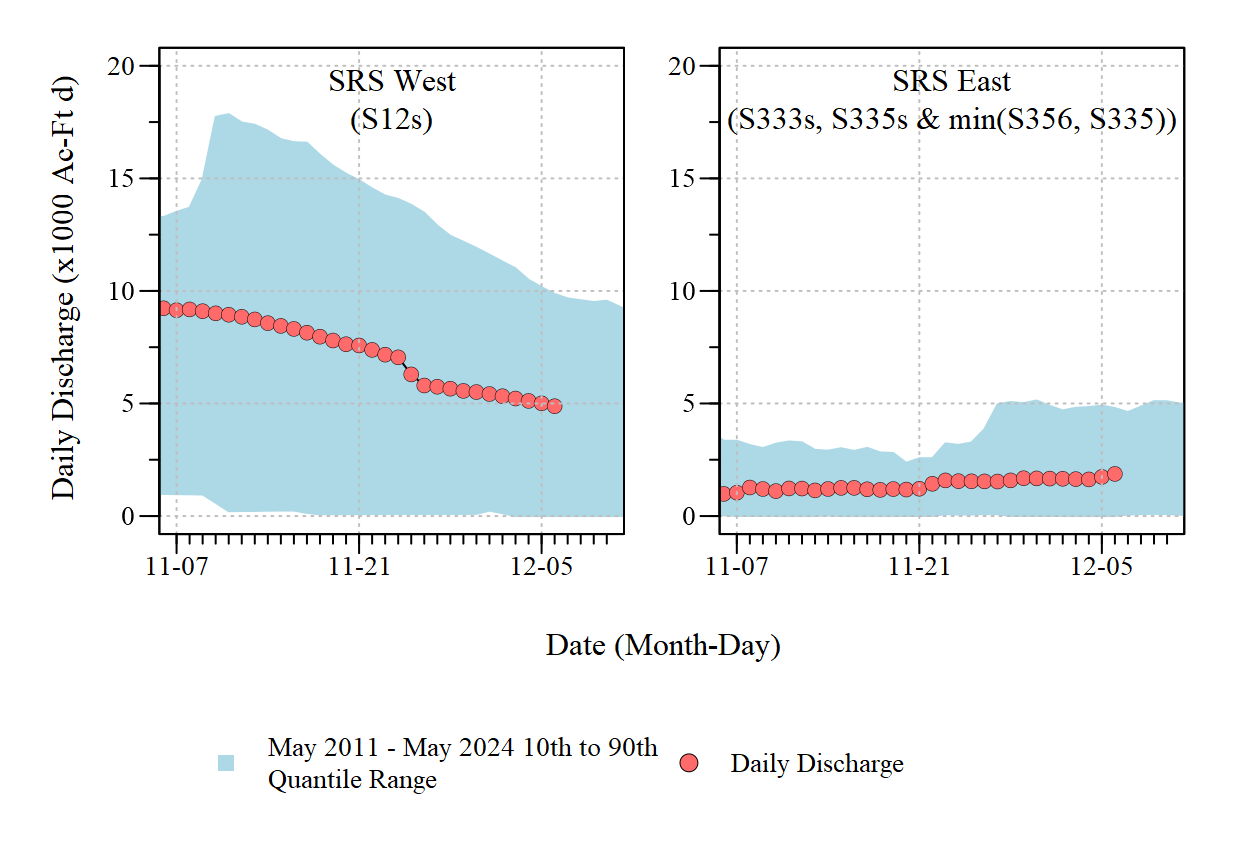 SRS West
(S12s)
SRS East
(S333s, S335s & min(S356, S335))
Daily Discharge (x1000 Ac-Ft d)
20
15
10
5
0
20
15
10
5
0
11-07
11-21
12-05
11-07
11-21
12-05
Date (Month-Day)
May 2011 - May 2024 10th to 90th
Quantile Range
Daily Discharge